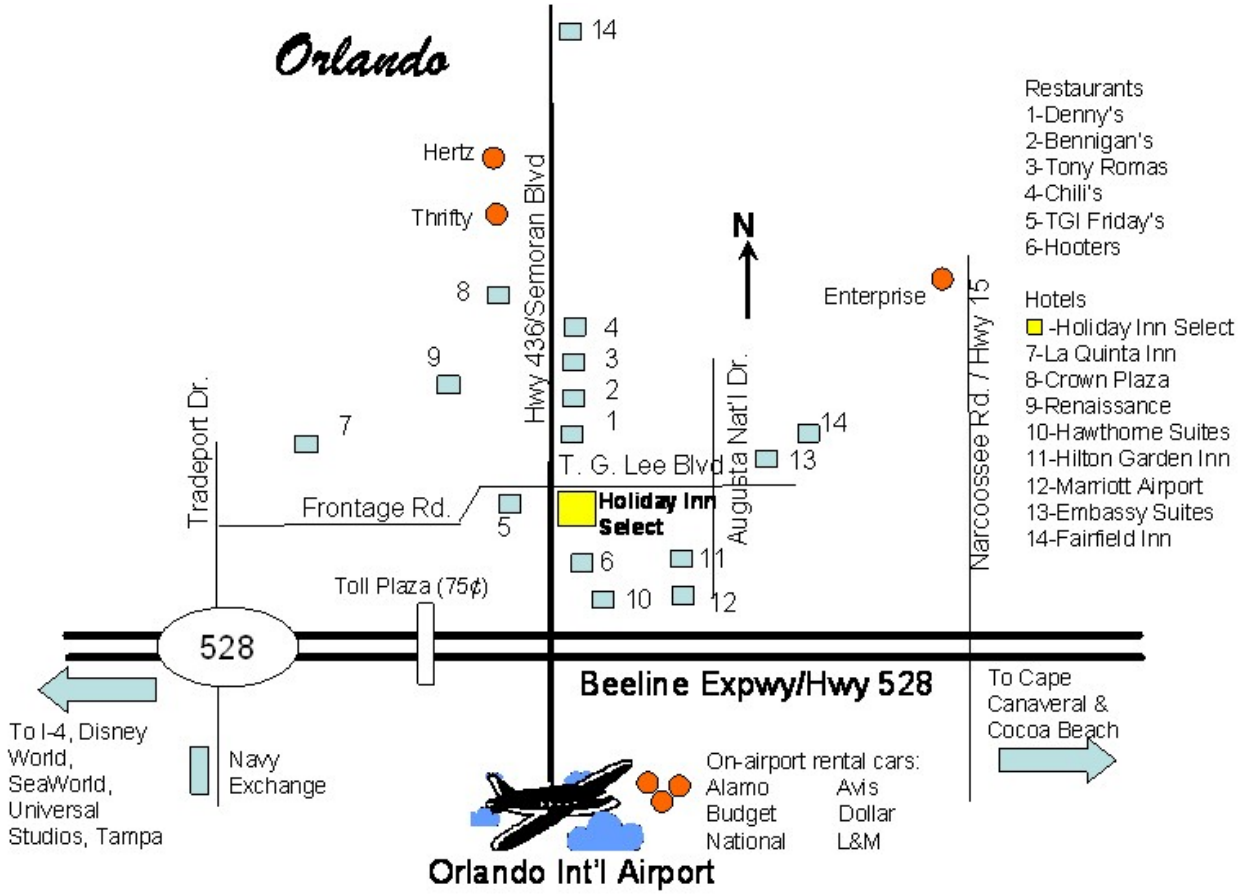 Orlando
14
Hertz
Thrifty
Hwy 436/Semoran Blvd
N
Enterprise
8
4
3
9
2
1
7
14
13
Tradeport Dr.
T. G. Lee Blvd
Augusta Nat'l Dr.
Narcoossee Rd. / Hwy 15
Frontage Rd.
5
Holiday Inn
Select
6
11
10
12
Toll Plaza (75¢)
528
Beeline Expwy/Hwy 528
To I-4, Disney
World,
SeaWorld,
Universal
Studios, Tampa
Navy
Exchange
To Cape
Canaveral &
Cocoa Beach
On-airport rental cars:
Alamo Avis
Budget Dollar
National L&M
Orlando Int'l Airport
Restaurants
1-Denny's
2-Bennigan's
3-Tony Romas
4-Chili's
5-TGI Friday's
6-Hooters
Hotels
-Holiday Inn Select
7-La Quinta Inn
8-Crown Plaza
9-Renaissance
10-Hawthorne Suites
11-Hilton Garden Inn
12-Marriott Airport
13-Embassy Suites
14-Fairfield Inn